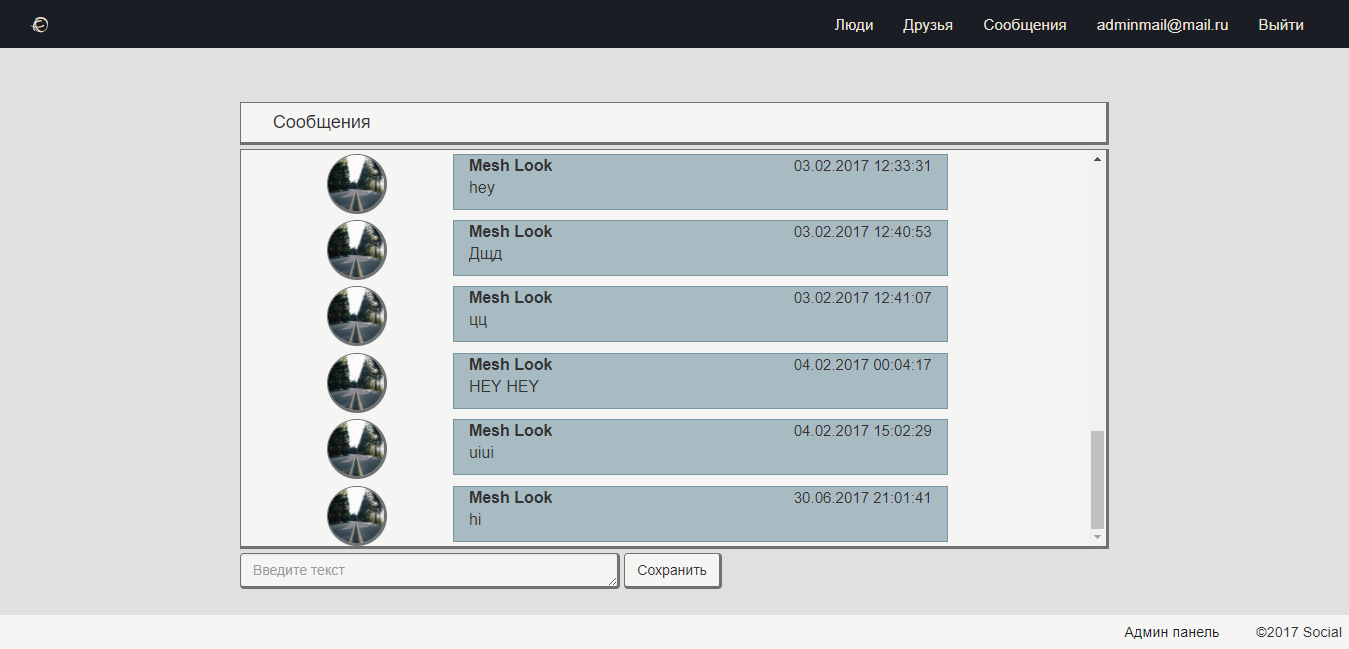 Люди Друзья Сообщения adminmail@mail.ru Выйти
Сообщения
Mesh Look 03.02.2017 12:33:31
hey
Mesh Look 03.02.2017 12:40:53
Дщд
Mesh Look 03.02.2017 12:41:07
цц
Mesh Look 04.02.2017 00:04:17
HEY HEY
Mesh Look 04.02.2017 15:02:29
uiui
Mesh Look 30.06.2017 21:01:41
hi
Введите текст Сохранить
Админ панель ©2017 Social